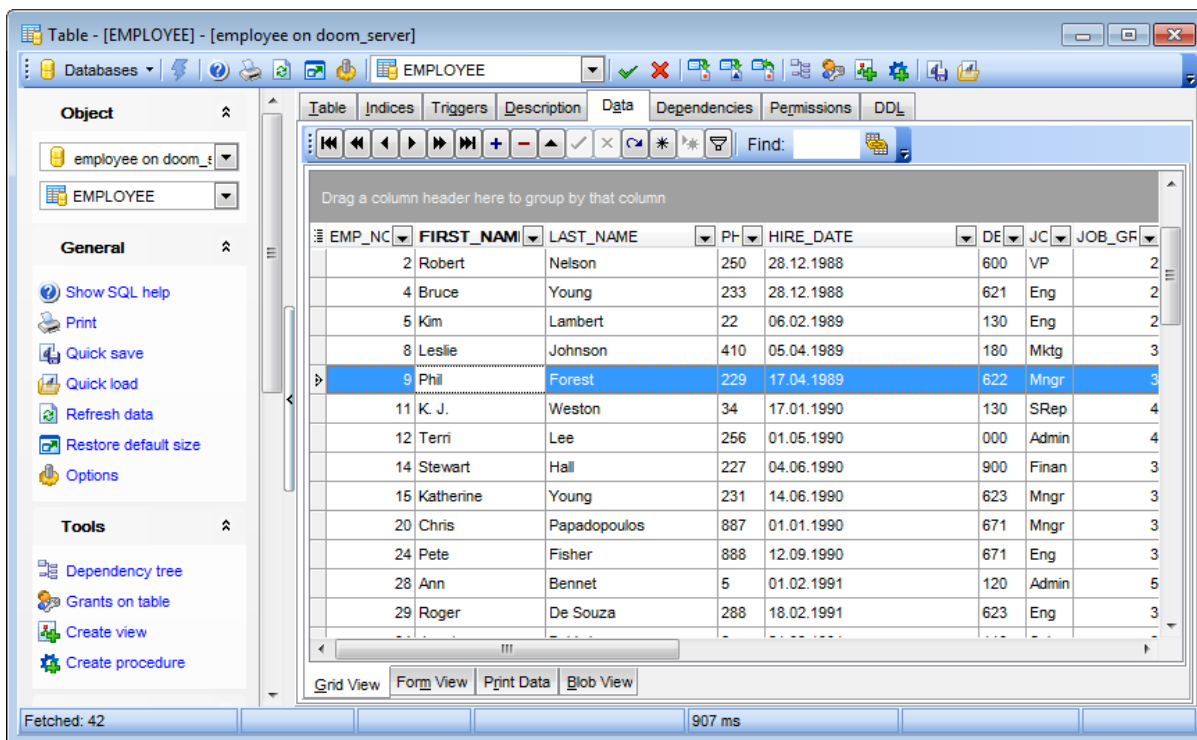 Table - [EMPLOYEE] - [employee on doom_server]
Databases EMPLOYEE
Object
employee on doom_s
EMPLOYEE
General
Show SQL help
Print
Quick save
Quick load
Refresh data
Restore default size
Options
Tools
Dependency tree
Grants on table
Create view
Create procedure
Table Indices Triggers Description Data Dependencies Permissions DDL
Find:
Drag a column header here to group by that column
EMP_NO FIRST_NAM LAST_NAME PH HIRE_DATE DE JO JOB_GR
2 Robert Nelson 250 28.12.1988 600 VP 2
4 Bruce Young 233 28.12.1988 621 Eng 2
5 Kim Lambert 22 06.02.1989 130 Eng 2
8 Leslie Johnson 410 05.04.1989 180 Mktg 3
9 Phil Forest 229 17.04.1989 622 Mngr 3
11 K. J. Weston 34 17.01.1990 130 SRep 4
12 Terri Lee 256 01.05.1990 000 Admin 4
14 Stewart Hall 227 04.06.1990 900 Finan 3
15 Katherine Young 231 14.06.1990 623 Mngr 3
20 Chris Papadopoulos 887 01.01.1990 671 Mngr 3
24 Pete Fisher 888 12.09.1990 671 Eng 3
28 Ann Bennet 5 01.02.1991 120 Admin 5
29 Roger De Souza 288 18.02.1991 623 Eng 3
Grid View Form View Print Data Blob View
Fetched: 42 907 ms